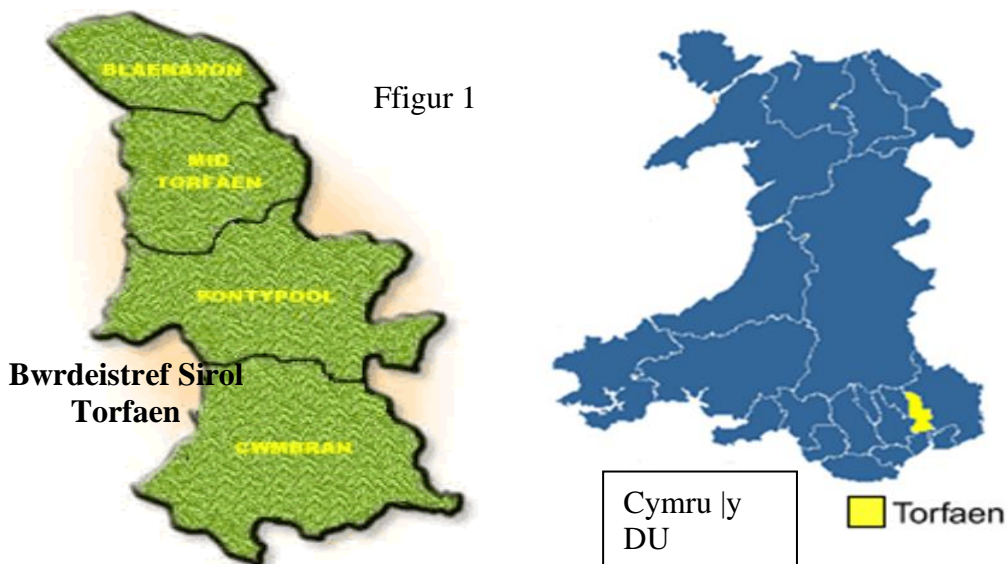 BLAENAVON
Ffigur 1
MID
TORFAEN
PONTYPOOL
Bwrdeistref Sirol
Torfaen
CWMBRAN
Cymru |y
DU
Torfaen